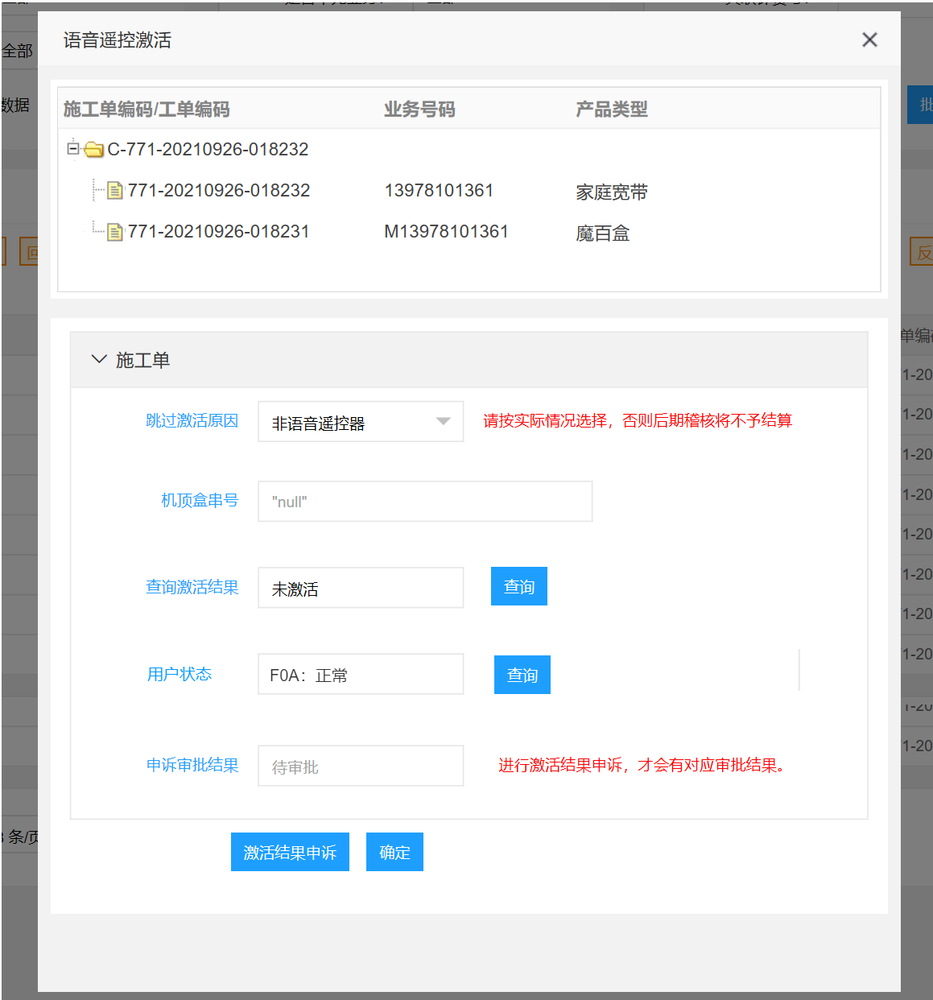 语音遥控激活
全部
数据
批
施工单编码/工单编码 业务号码 产品类型
C-771-20210926-018232
771-20210926-018232 13978101361 家庭宽带
771-20210926-018231 M13978101361 魔百盒
回
反
施工单
单编
跳过激活原因 非语音遥控器 请按实际情况选择，否则后期稽核将不予结算
机顶盒串号 "null"
查询激活结果 未激活 查询
用户状态 F0A：正常 查询
申诉审批结果 待审批 进行激活结果申诉，才会有对应审批结果。
1-20
1-20
1-20
1-20
1-20
1-20
1-20
1-20
1-20
1-20
条/页
激活结果申诉 确定